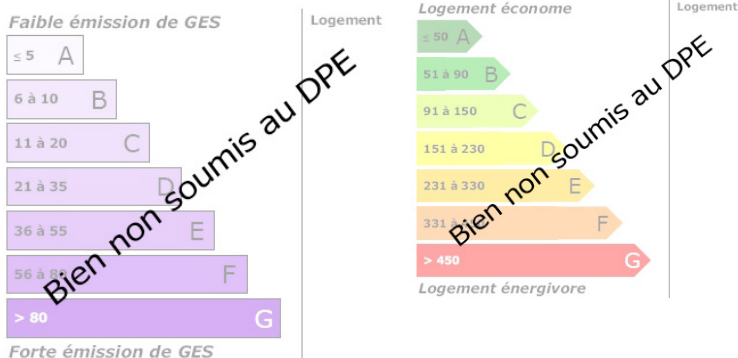 Faible émission de GES
Logement
≤ 5 A
6 à 10 B
11 à 20 C
21 à 35 D
36 à 55 E
56 à 80 F
> 80 G
Forte émission de GES
Bien non soumis au DPE
Logement économe
Logement
≤ 50 A
51 à 90 B
91 à 150 C
151 à 230 D
231 à 330 E
331 à F
> 450 G
Logement énergivore
Bien non soumis au DPE